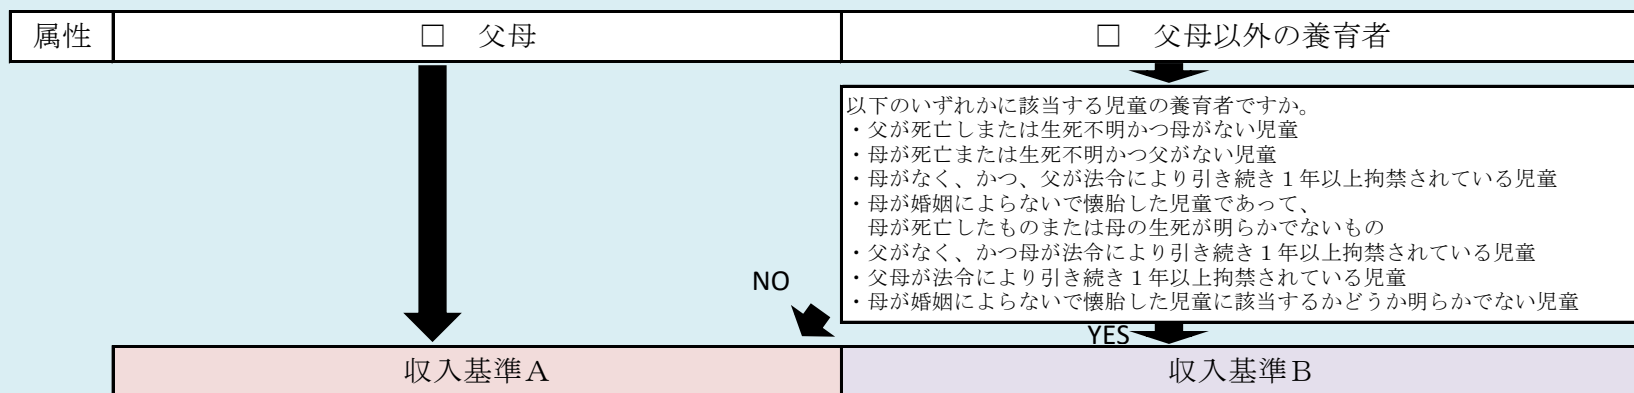 属性
□ 父母
□ 父母以外の養育者
以下のいずれかに該当する児童の養育者ですか。
・父が死亡しまたは生死不明かつ母がない児童
・母が死亡または生死不明かつ父がない児童
・母がなく、かつ、父が法令により引き続き１年以上拘禁されている児童
・母が婚姻によらないで懐胎した児童であって、
母が死亡したものまたは母の生死が明らかでないもの
・父がなく、かつ母が法令により引き続き１年以上拘禁されている児童
・父母が法令により引き続き１年以上拘禁されている児童
・母が婚姻によらないで懐胎した児童に該当するかどうか明らかでない児童
NO
YES
収入基準Ａ
収入基準Ｂ